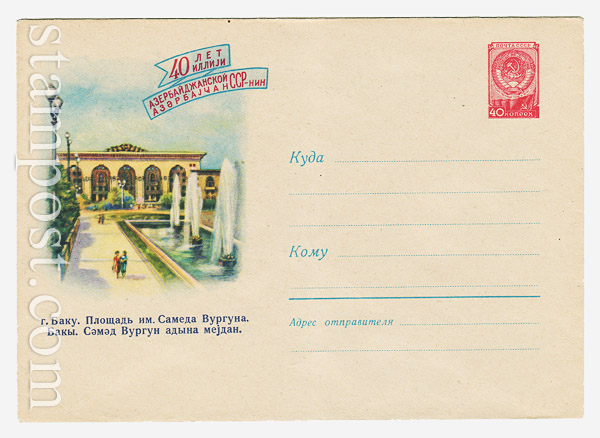 stampost.com
40 ЛЕТ
ИЛЛИЈИ
АЗЕРБАЙДЖАНСКОЙ ССР-НИН
АЗӘРБАЈҸАН
ПОЧТА СССР
40 КОПЕЕК
Куда
Кому
Адрес отправителя
г. Баку. Площадь им. Самеда Вургуна.
Бакы. Сәмәд Вургун адына мејдан.